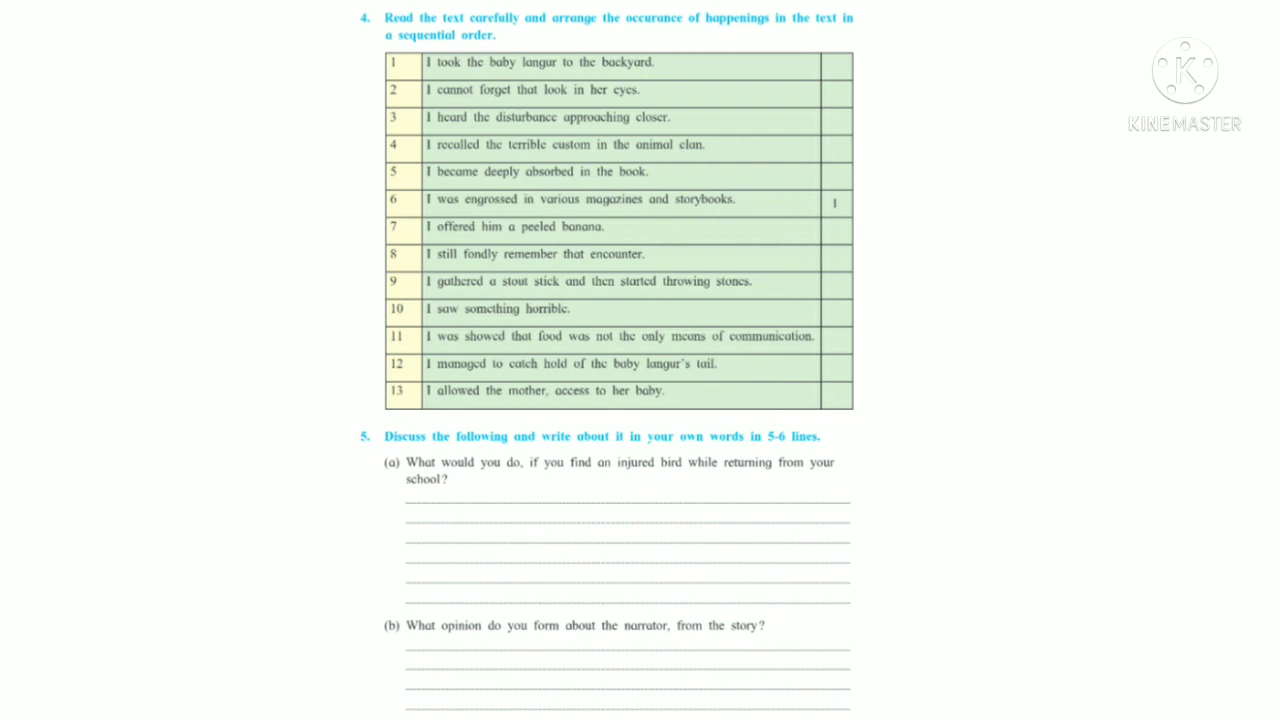 4. Read the text carefully and arrange the occurance of happenings in the text in
a sequential order.
1 I took the baby langur to the backyard.
2 I cannot forget that look in her eyes.
3 I heard the disturbance approaching closer.
4 I recalled the terrible custom in the animal clan.
5 I became deeply absorbed in the book.
6 I was engrossed in various magazines and storybooks. 1
7 I offered him a peeled banana.
8 I still fondly remember that encounter.
9 I gathered a stout stick and then started throwing stones.
10 I saw something horrible.
11 I was showed that food was not the only means of communication.
12 I managed to catch hold of the baby langur's tail.
13 I allowed the mother, access to her baby.
5. Discuss the following and write about it in your own words in 5-6 lines.
(a) What would you do, if you find an injured bird while returning from your
school?
(b) What opinion do you form about the narrator, from the story?
K
KINEMASTER